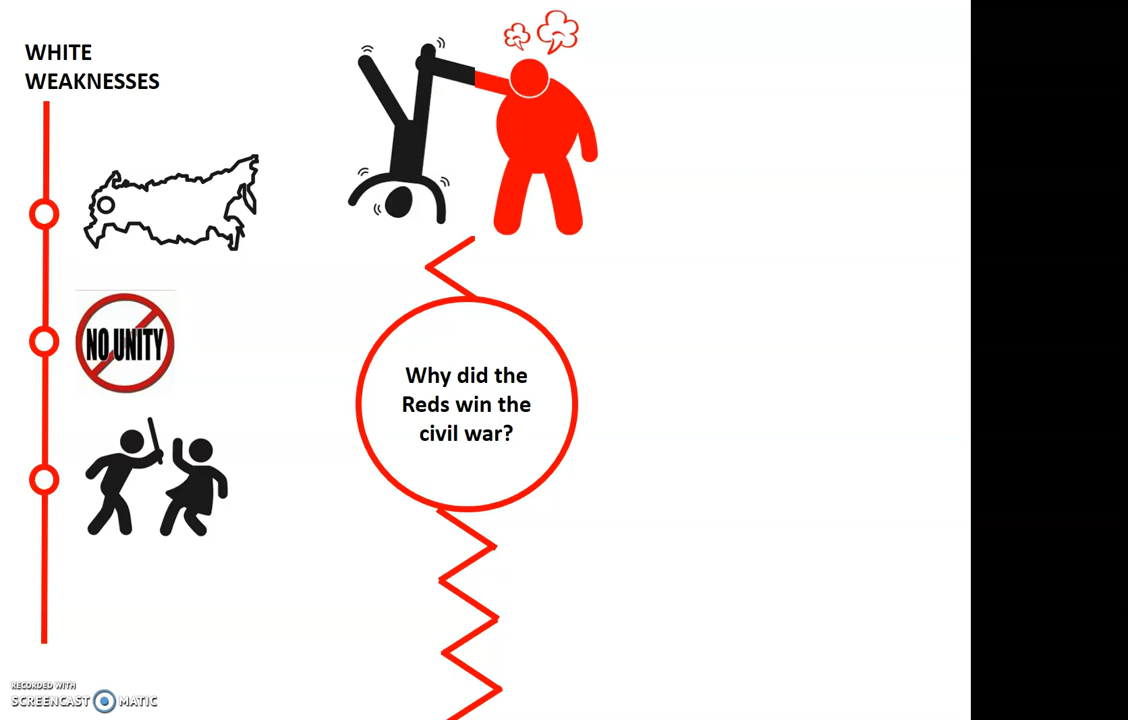 WHITE
WEAKNESSES
NO UNITY
Why did the
Reds win the
civil war?
RECORDED WITH
SCREENCAST MATIC